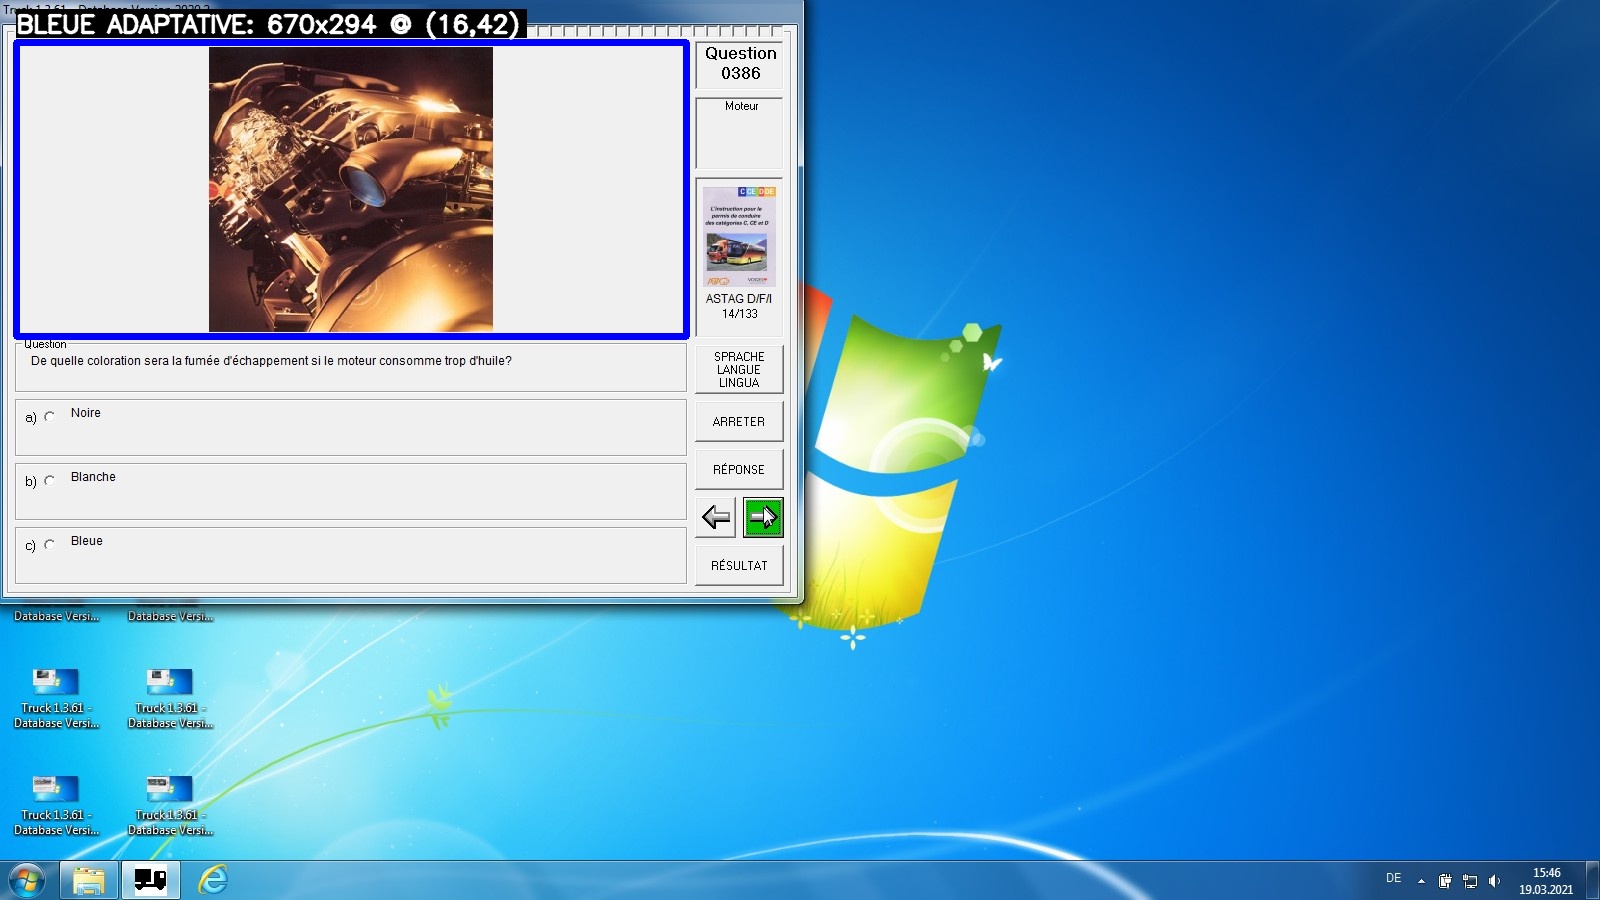 BLEUE ADAPTATIVE: 670x294 @ (16,42)
Question
0386
Moteur
C CE D DE
L'instruction pour le
permis de conduire
des catégories C, CE et D
ASTAG D/F/I
14/133
Question
De quelle coloration sera la fumée d'échappement si le moteur consomme trop d'huile?
a) Noire
b) Blanche
c) Bleue
SPRACHE
LANGUE
LINGUA
ARRETER
RÉPONSE
RÉSULTAT
Database Versi...
Database Versi...
Truck 1.3.61 -
Database Versi...
Truck 1.3.61 -
Database Versi...
Truck 1.3.61 -
Database Versi...
Truck 1.3.61 -
Database Versi...
DE
15:46
19.03.2021